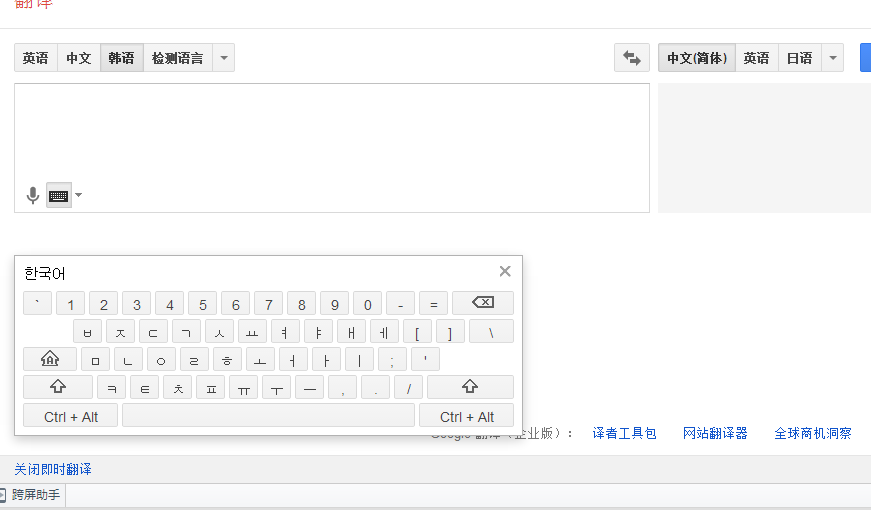 翻译
英语 中文 韩语 检测语言 中文(简体) 英语 日语
한국어
` 1 2 3 4 5 6 7 8 9 0 - =
ㅂ ㅈ ㄷ ㄱ ㅅ ㅛ ㅕ ㅑ ㅐ ㅔ [ ] \
ㅁ ㄴ ㅇ ㄹ ㅎ ㅗ ㅓ ㅏ ㅣ ; '
ㅋ ㅌ ㅊ ㅍ ㅠ ㅜ ㅡ , . /
Ctrl + Alt Ctrl + Alt
Google 翻译（企业版）： 译者工具包 网站翻译器 全球商机洞察
关闭即时翻译
跨屏助手